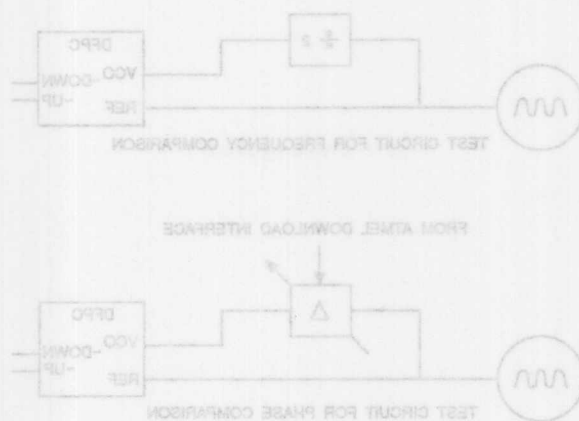 DFPC
÷ 2
VCO
-DOWN
-UP
REF
TEST CIRCUIT FOR FREQUENCY COMPARISON
FROM ATMEL DOWNLOAD INTERFACE
DFPC
Δ
VCO
-DOWN
-UP
REF
TEST CIRCUIT FOR PHASE COMPARISON